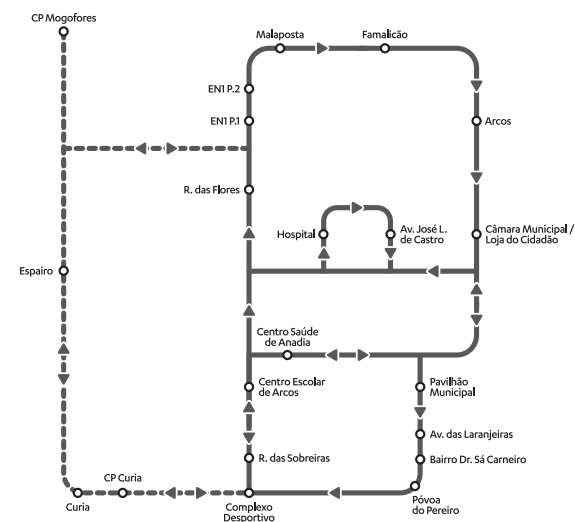 CP Mogofores
Malaposta
Famalicão
EN1 P.2
EN1 P.1
Arcos
R. das Flores
Hospital
Av. José L.
de Castro
Câmara Municipal /
Loja do Cidadão
Espairo
Centro Saúde
de Anadia
Centro Escolar
de Arcos
Pavilhão
Municipal
Av. das Laranjeiras
R. das Sobreiras
Bairro Dr. Sá Carneiro
CP Curia
Curia
Complexo
Desportivo
Póvoa
do Pereiro